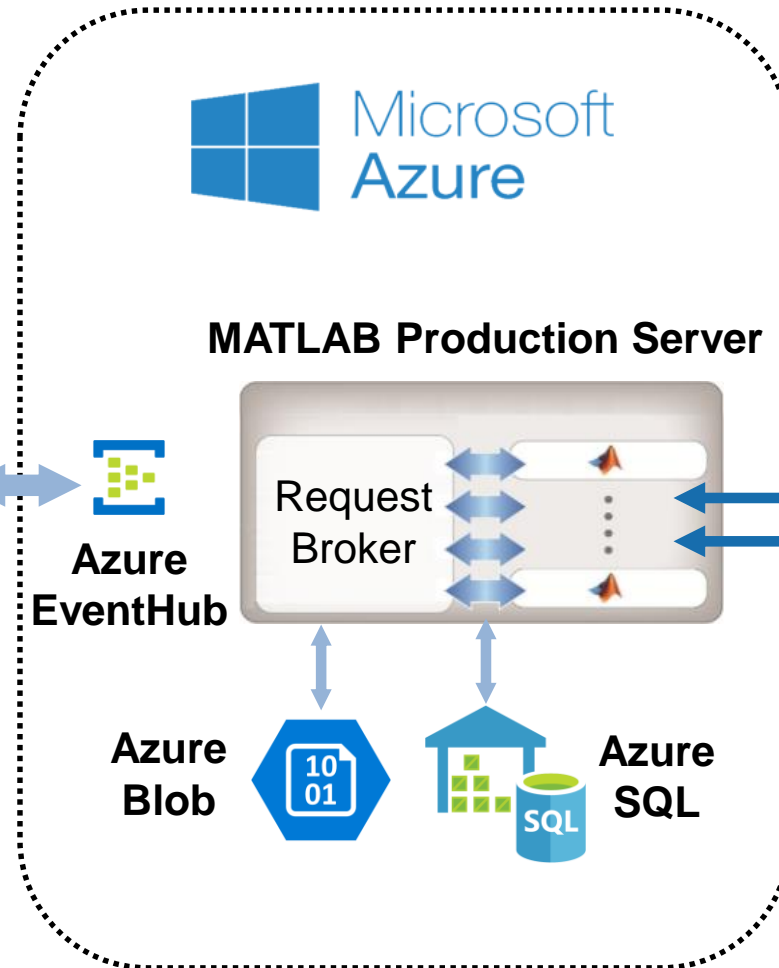 Microsoft
Azure
MATLAB Production Server
Request
Broker
Azure
EventHub
Azure
Blob
10
01
Azure
SQL
SQL